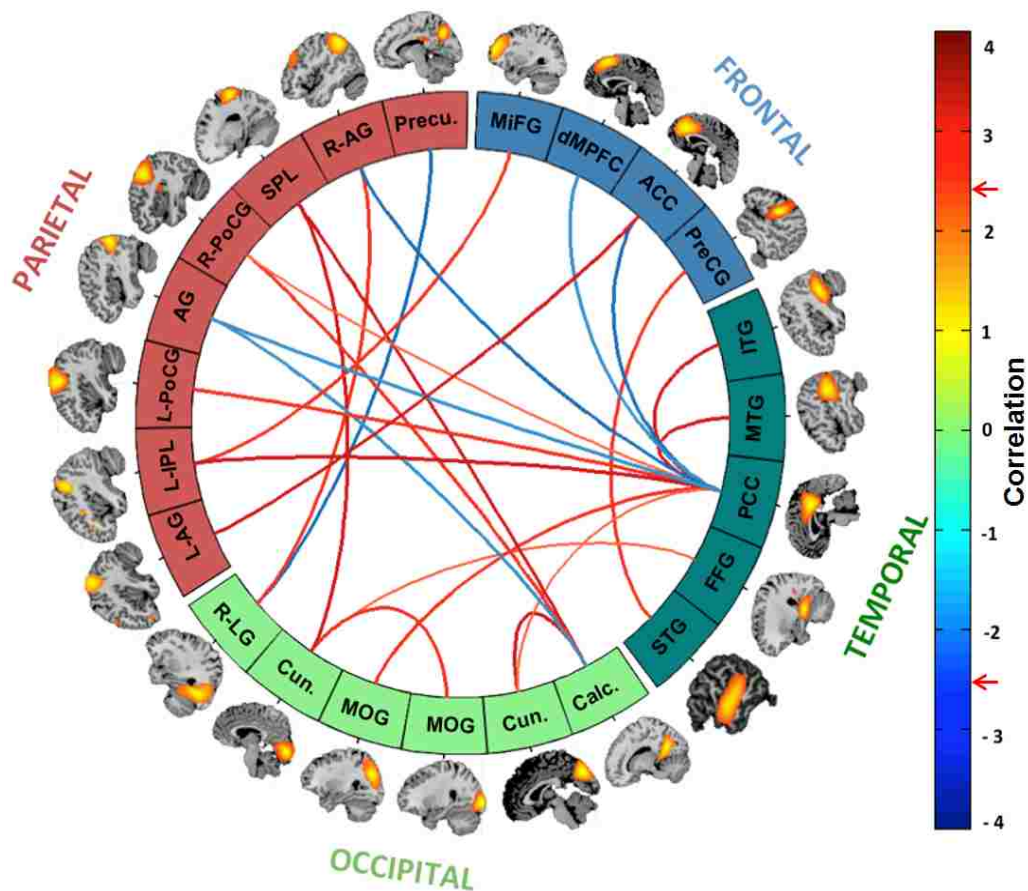 FRONTAL
MiFG
dMPFC
ACC
PreCG
TEMPORAL
ITG
MTG
PCC
FFG
STG
OCCIPITAL
Calc.
Cun.
MOG
MOG
Cun.
R-LG
PARIETAL
L-AG
L-IPL
L-PoCG
AG
R-PoCG
SPL
R-AG
Precu.
4
3
2
1
0
-1
-2
- 3
- 4
Correlation